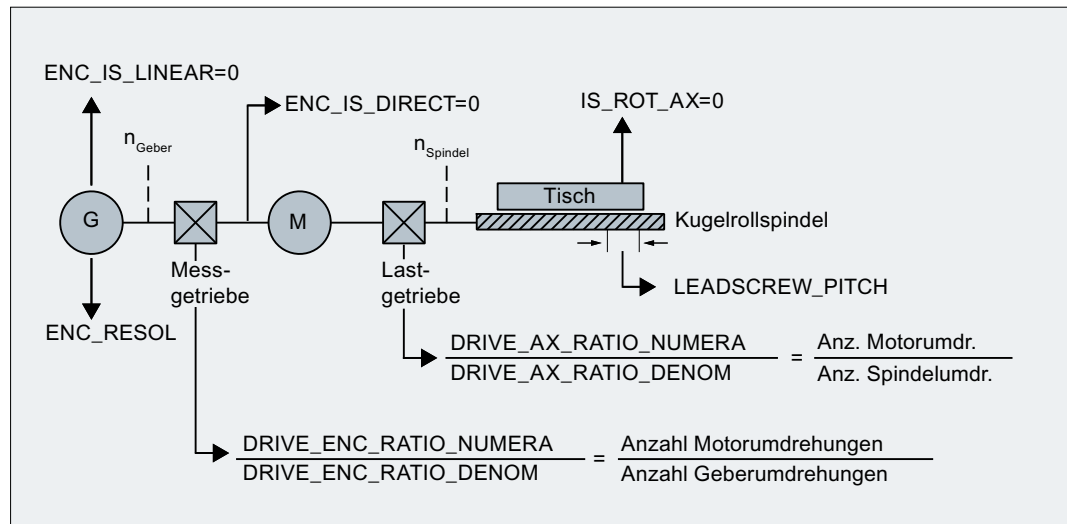 ENC_IS_LINEAR=0
ENC_IS_DIRECT=0
IS_ROT_AX=0
nGeber
nSpindel
Tisch
G
M
Kugelrollspindel
Mess-
getriebe
Last-
getriebe
LEADSCREW_PITCH
ENC_RESOL
DRIVE_AX_RATIO_NUMERA
DRIVE_AX_RATIO_DENOM
=
Anz. Motorumdr.
Anz. Spindelumdr.
DRIVE_ENC_RATIO_NUMERA
DRIVE_ENC_RATIO_DENOM
=
Anzahl Motorumdrehungen
Anzahl Geberumdrehungen